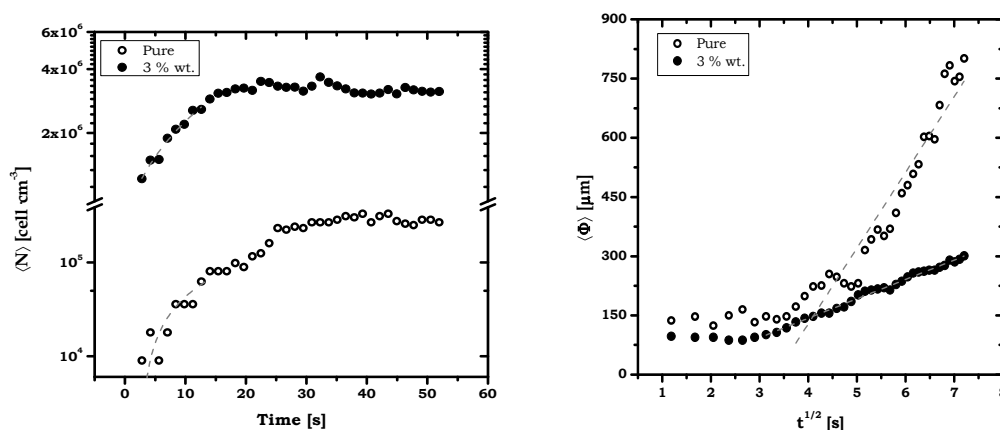 6x10⁶
4x10⁶
2x10⁶
10⁵
10⁴
⟨N⟩ [cell cm⁻³]
Pure
3 % wt.
0 10 20 30 40 50 60
Time [s]
900
750
600
450
300
150
0
⟨Φ⟩ [μm]
Pure
3 % wt.
1 2 3 4 5 6 7 8
t^1/2 [s]